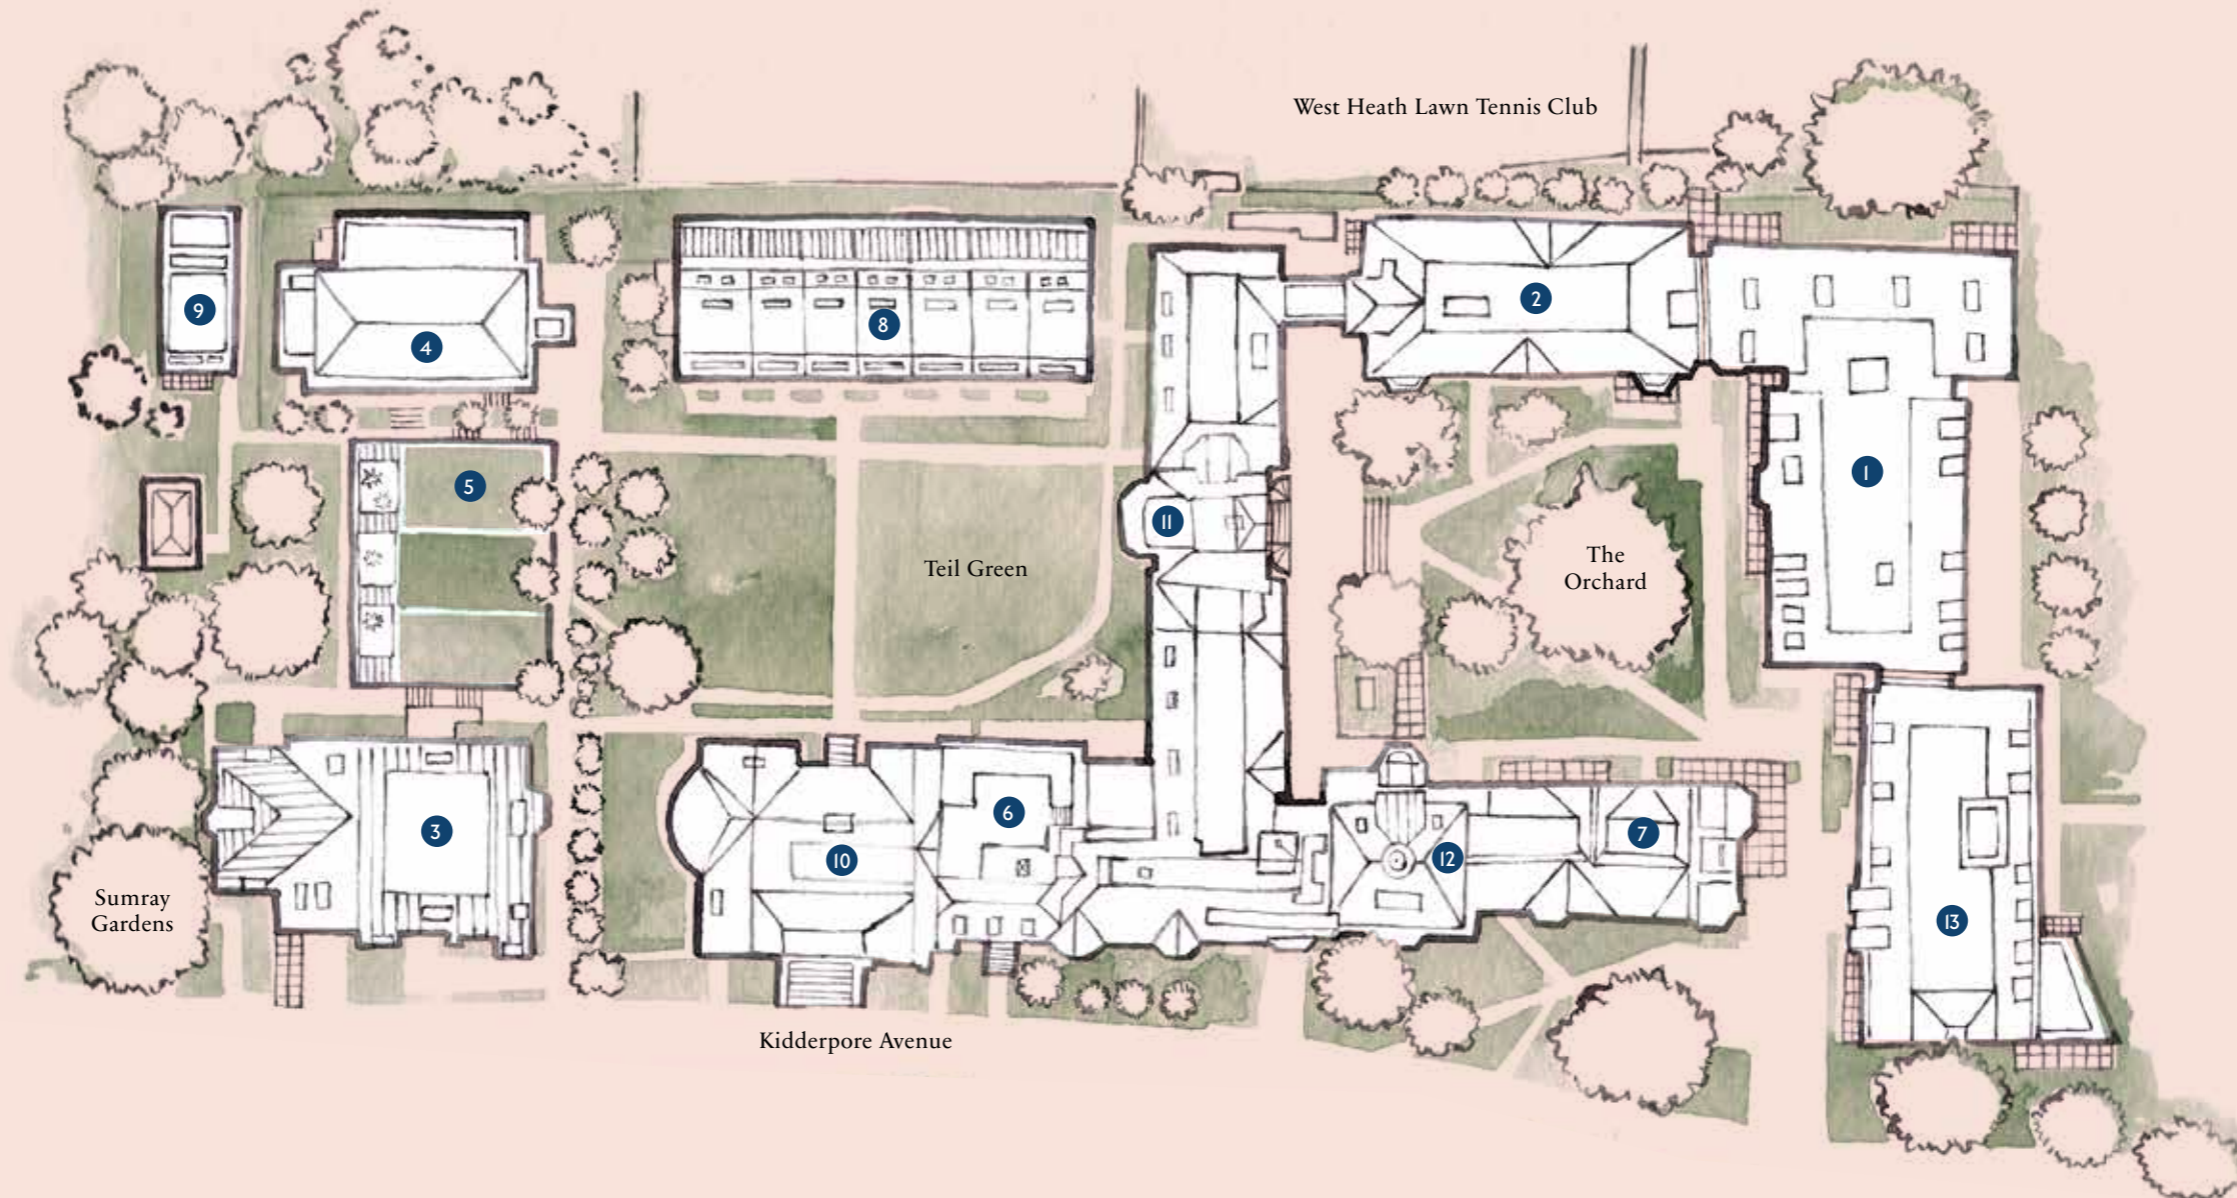 West Heath Lawn Tennis Club
9
4
8
2
5
1
11
Teil Green
The
Orchard
3
6
10
12
7
13
Sumray
Gardens
Kidderpore Avenue